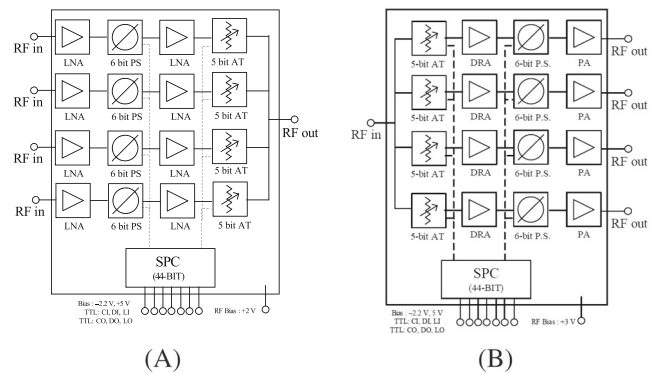 RF in
LNA
6 bit PS
LNA
5 bit AT
RF in
LNA
6 bit PS
LNA
5 bit AT
RF in
LNA
6 bit PS
LNA
5 bit AT
RF in
LNA
6 bit PS
LNA
5 bit AT
RF out
SPC
(44-BIT)
Bias : –2.2 V, +5 V
TTL: CI, DI, LI
TTL: CO, DO, LO
RF Bias : +2 V
(A)
RF in
5-bit AT
DRA
6-bit P.S.
PA
RF out
5-bit AT
DRA
6-bit P.S.
PA
RF out
5-bit AT
DRA
6-bit P.S.
PA
RF out
5-bit AT
DRA
6-bit P.S.
PA
RF out
SPC
(44-BIT)
Bias : –2.2 V, 5 V
TTL: CI, DI, LI
TTL: CO, DO, LO
RF Bias : +3 V
(B)